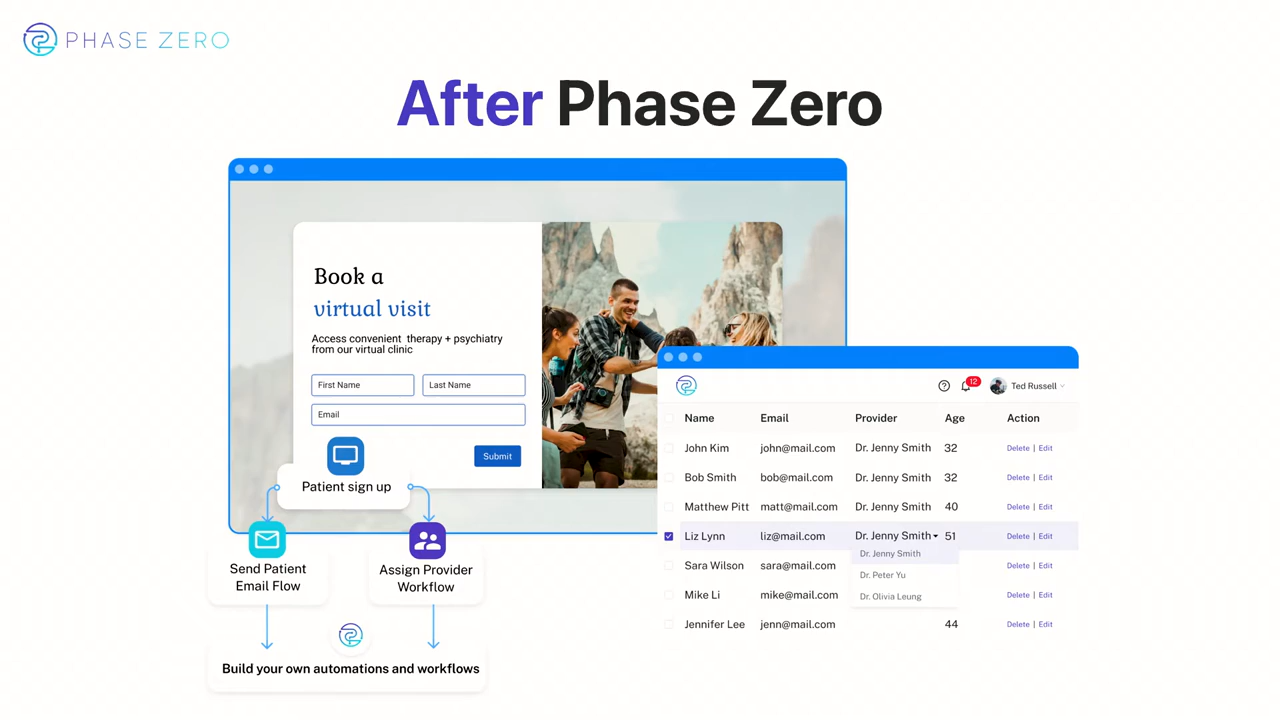 PHASE ZERO
After Phase Zero
Book a
virtual visit
Access convenient therapy + psychiatry
from our virtual clinic
First Name Last Name
Email
Submit
Patient sign up
Send Patient
Email Flow
Assign Provider
Workflow
Build your own automations and workflows
12 Ted Russell
Name Email Provider Age Action
John Kim john@mail.com Dr. Jenny Smith 32 Delete | Edit
Bob Smith bob@mail.com Dr. Jenny Smith 32 Delete | Edit
Matthew Pitt matt@mail.com Dr. Jenny Smith 40 Delete | Edit
Liz Lynn liz@mail.com Dr. Jenny Smith 51 Delete | Edit
Dr. Jenny Smith
Sara Wilson sara@mail.com Delete | Edit
Dr. Peter Yu
Mike Li mike@mail.com Dr. Olivia Leung Delete | Edit
Jennifer Lee jenn@mail.com 44 Delete | Edit